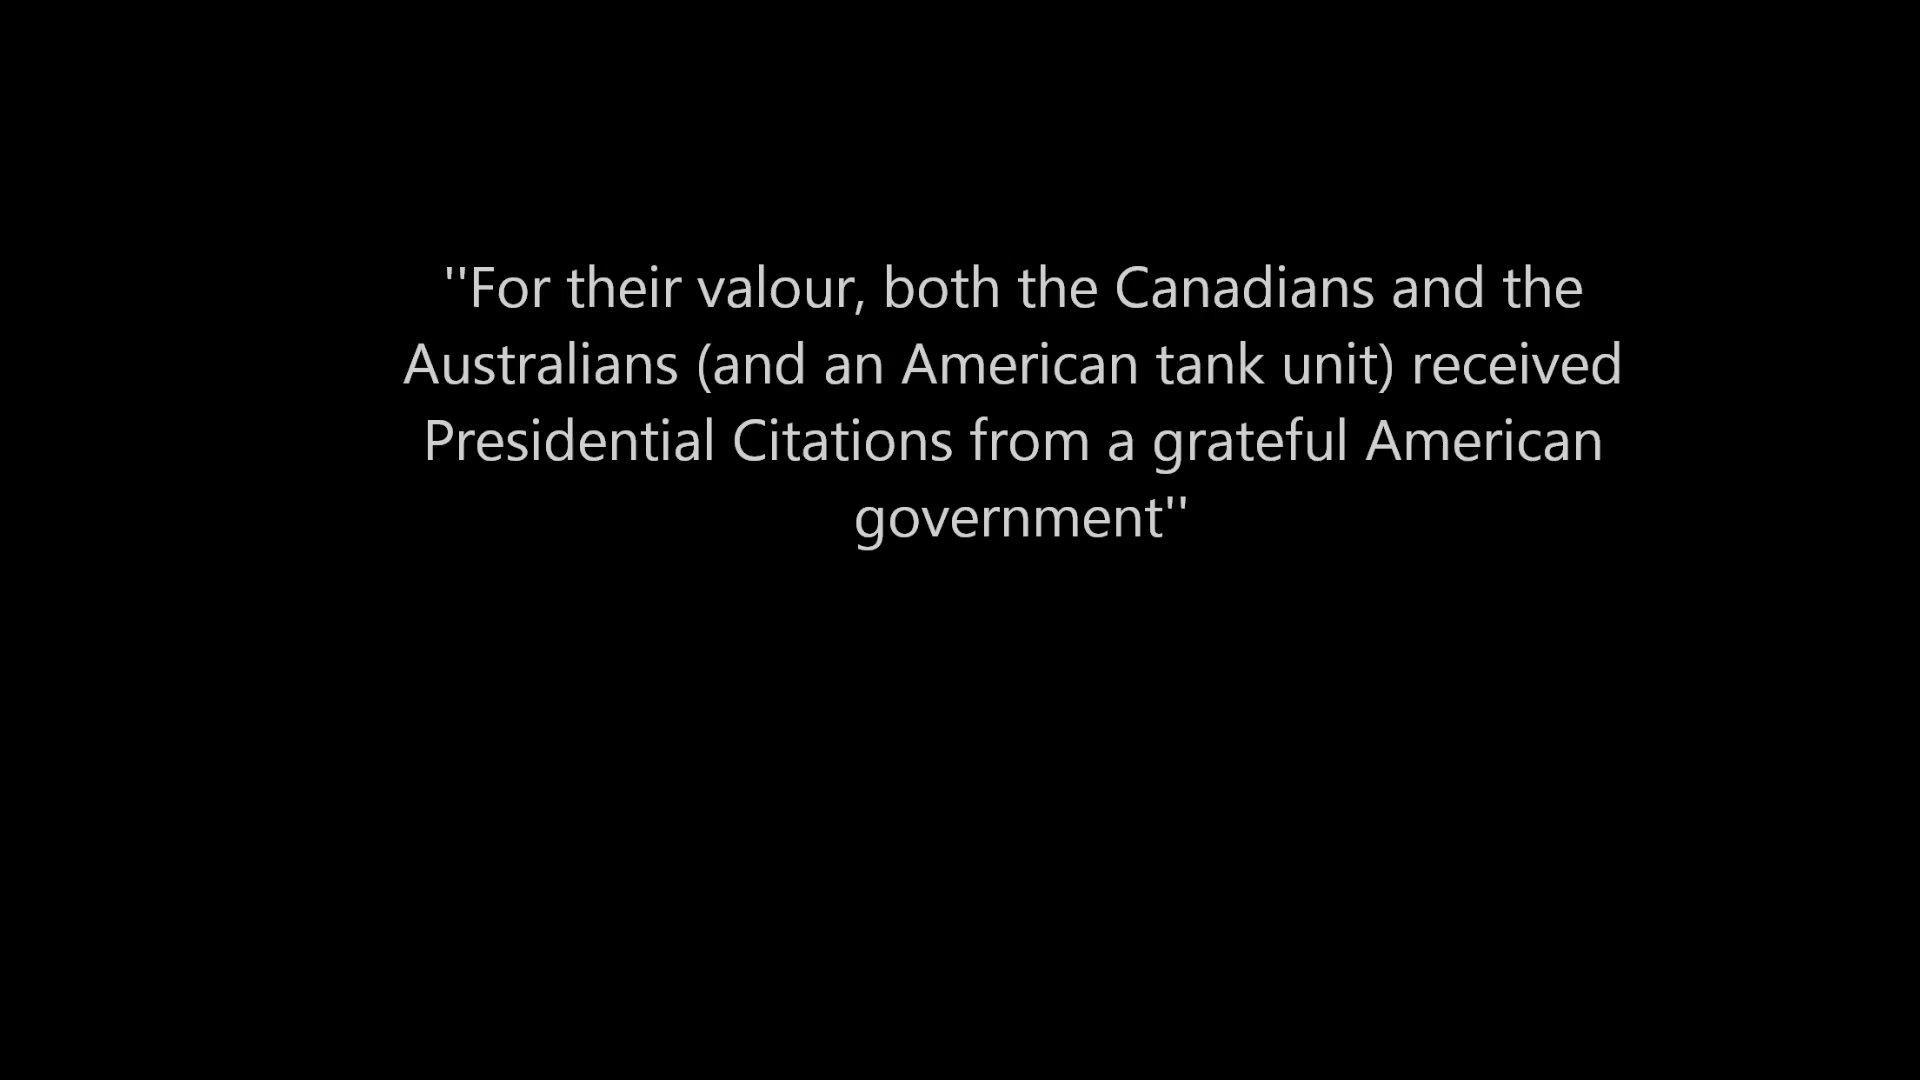 ''For their valour, both the Canadians and the
Australians (and an American tank unit) received
Presidential Citations from a grateful American
government''